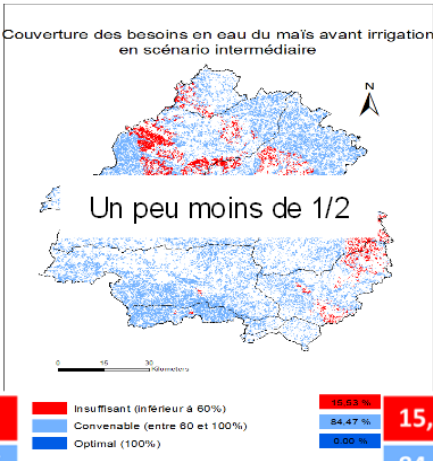 Couverture des besoins en eau du maïs avant irrigation
en scénario intermédiaire
N
Un peu moins de 1/2
0 15 30
Kilometers
Insuffisant (inférieur à 60%) 15,53 % 15,
Convenable (entre 60 et 100%) 84,47 %
Optimal (100%) 0,00 %